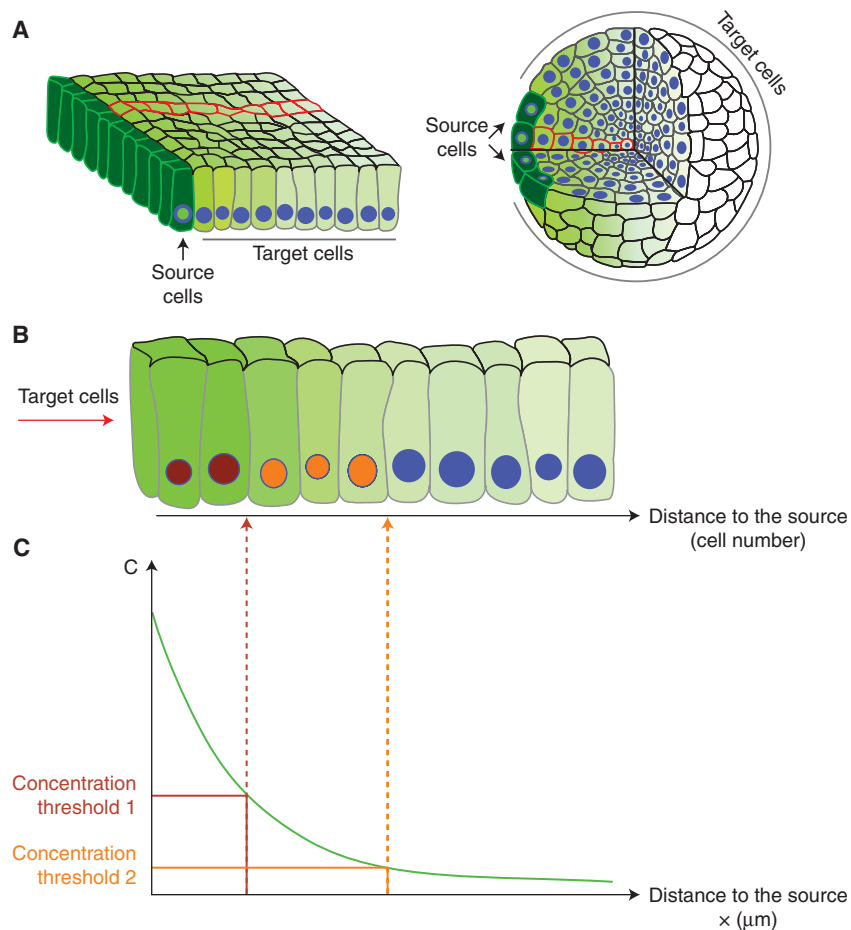 A
Source
cells
Target cells
Source
cells
Target cells
B
Target cells
Distance to the source
(cell number)
C
C
Concentration
threshold 1
Concentration
threshold 2
Distance to the source
× (μm)